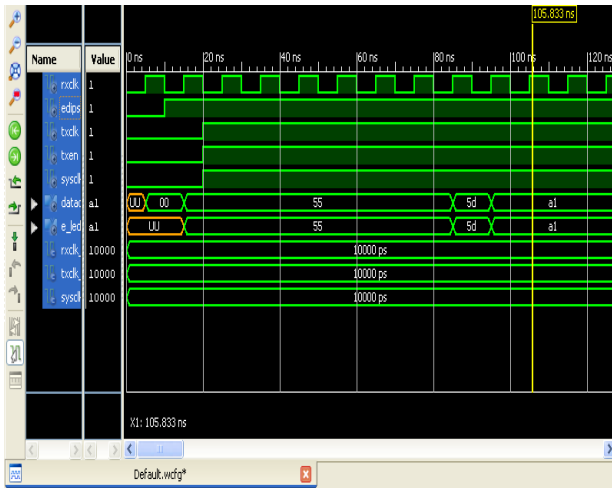 105.833 ns
Name Value 0 ns 20 ns 40 ns 60 ns 80 ns 100 ns 120 ns
rxclk 1
edips 1
txclk 1
txen 1
syscl 1
datac a1 UU 00 55 5d a1
e_led a1 UU 55 5d a1
rxclk_ 10000 10000 ps
txclk_ 10000 10000 ps
syscl 10000 10000 ps
X1: 105.833 ns
Default.wcfg*